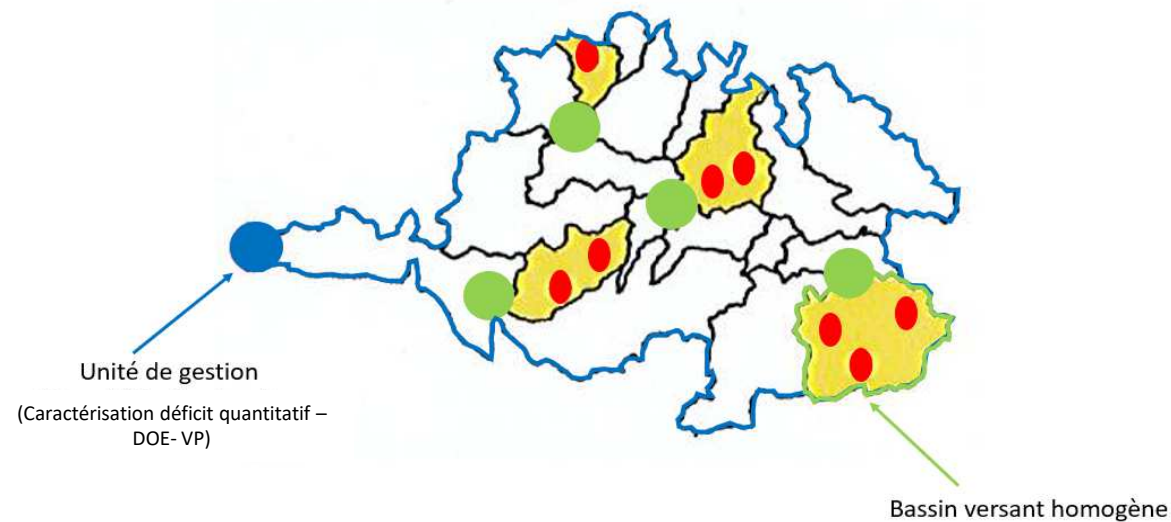 Unité de gestion
(Caractérisation déficit quantitatif –
DOE- VP)
Bassin versant homogène